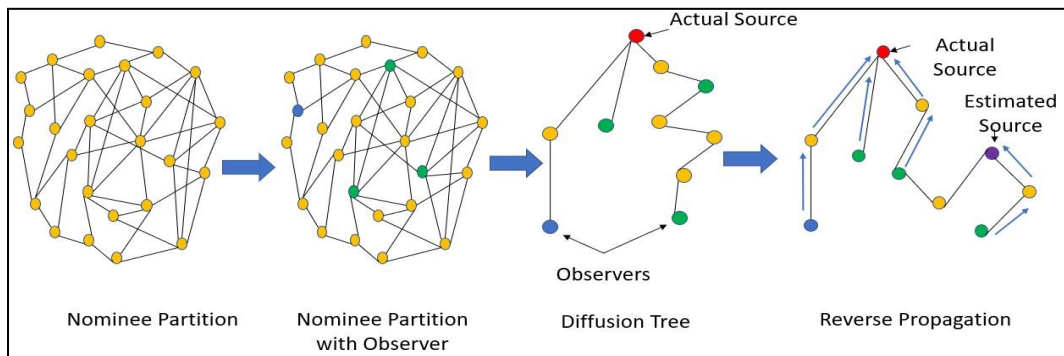 Actual Source
Actual
Source
Estimated
Source
Observers
Nominee Partition
Nominee Partition
with Observer
Diffusion Tree
Reverse Propagation